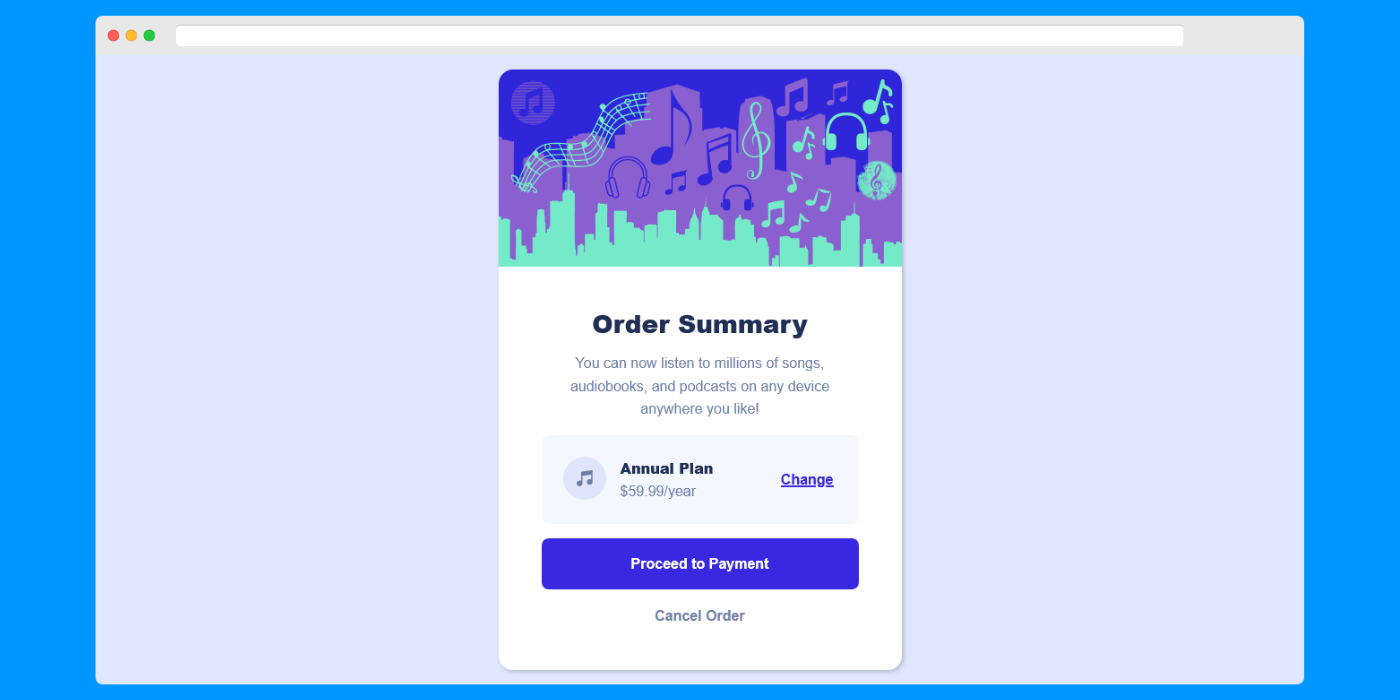 Order Summary
You can now listen to millions of songs,
audiobooks, and podcasts on any device
anywhere you like!
Annual Plan
$59.99/year
Change
Proceed to Payment
Cancel Order